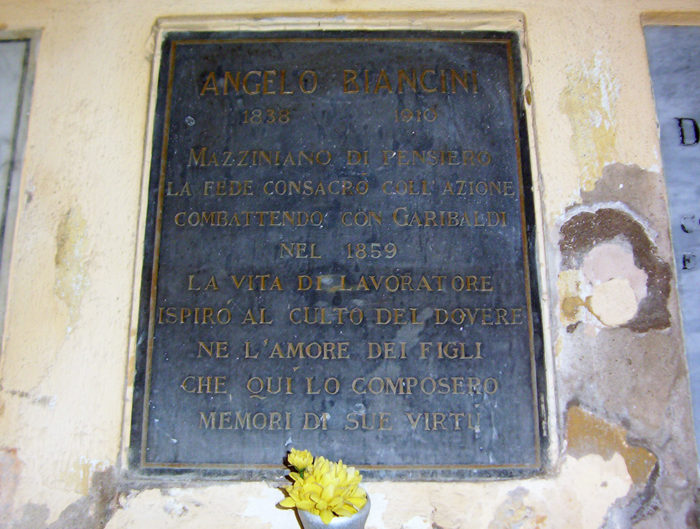 ANGELO BIANCINI
1838 1910
MAZZINIANO DI PENSIERO
LA FEDE CONSACRÒ COLL'AZIONE
COMBATTENDO CON GARIBALDI
NEL 1859
LA VITA DI LAVORATORE
ISPIRÒ AL CULTO DEL DOVERE
NE L'AMORE DEI FIGLI
CHE QUI LO COMPOSERO
MEMORI DI SUE VIRTÙ